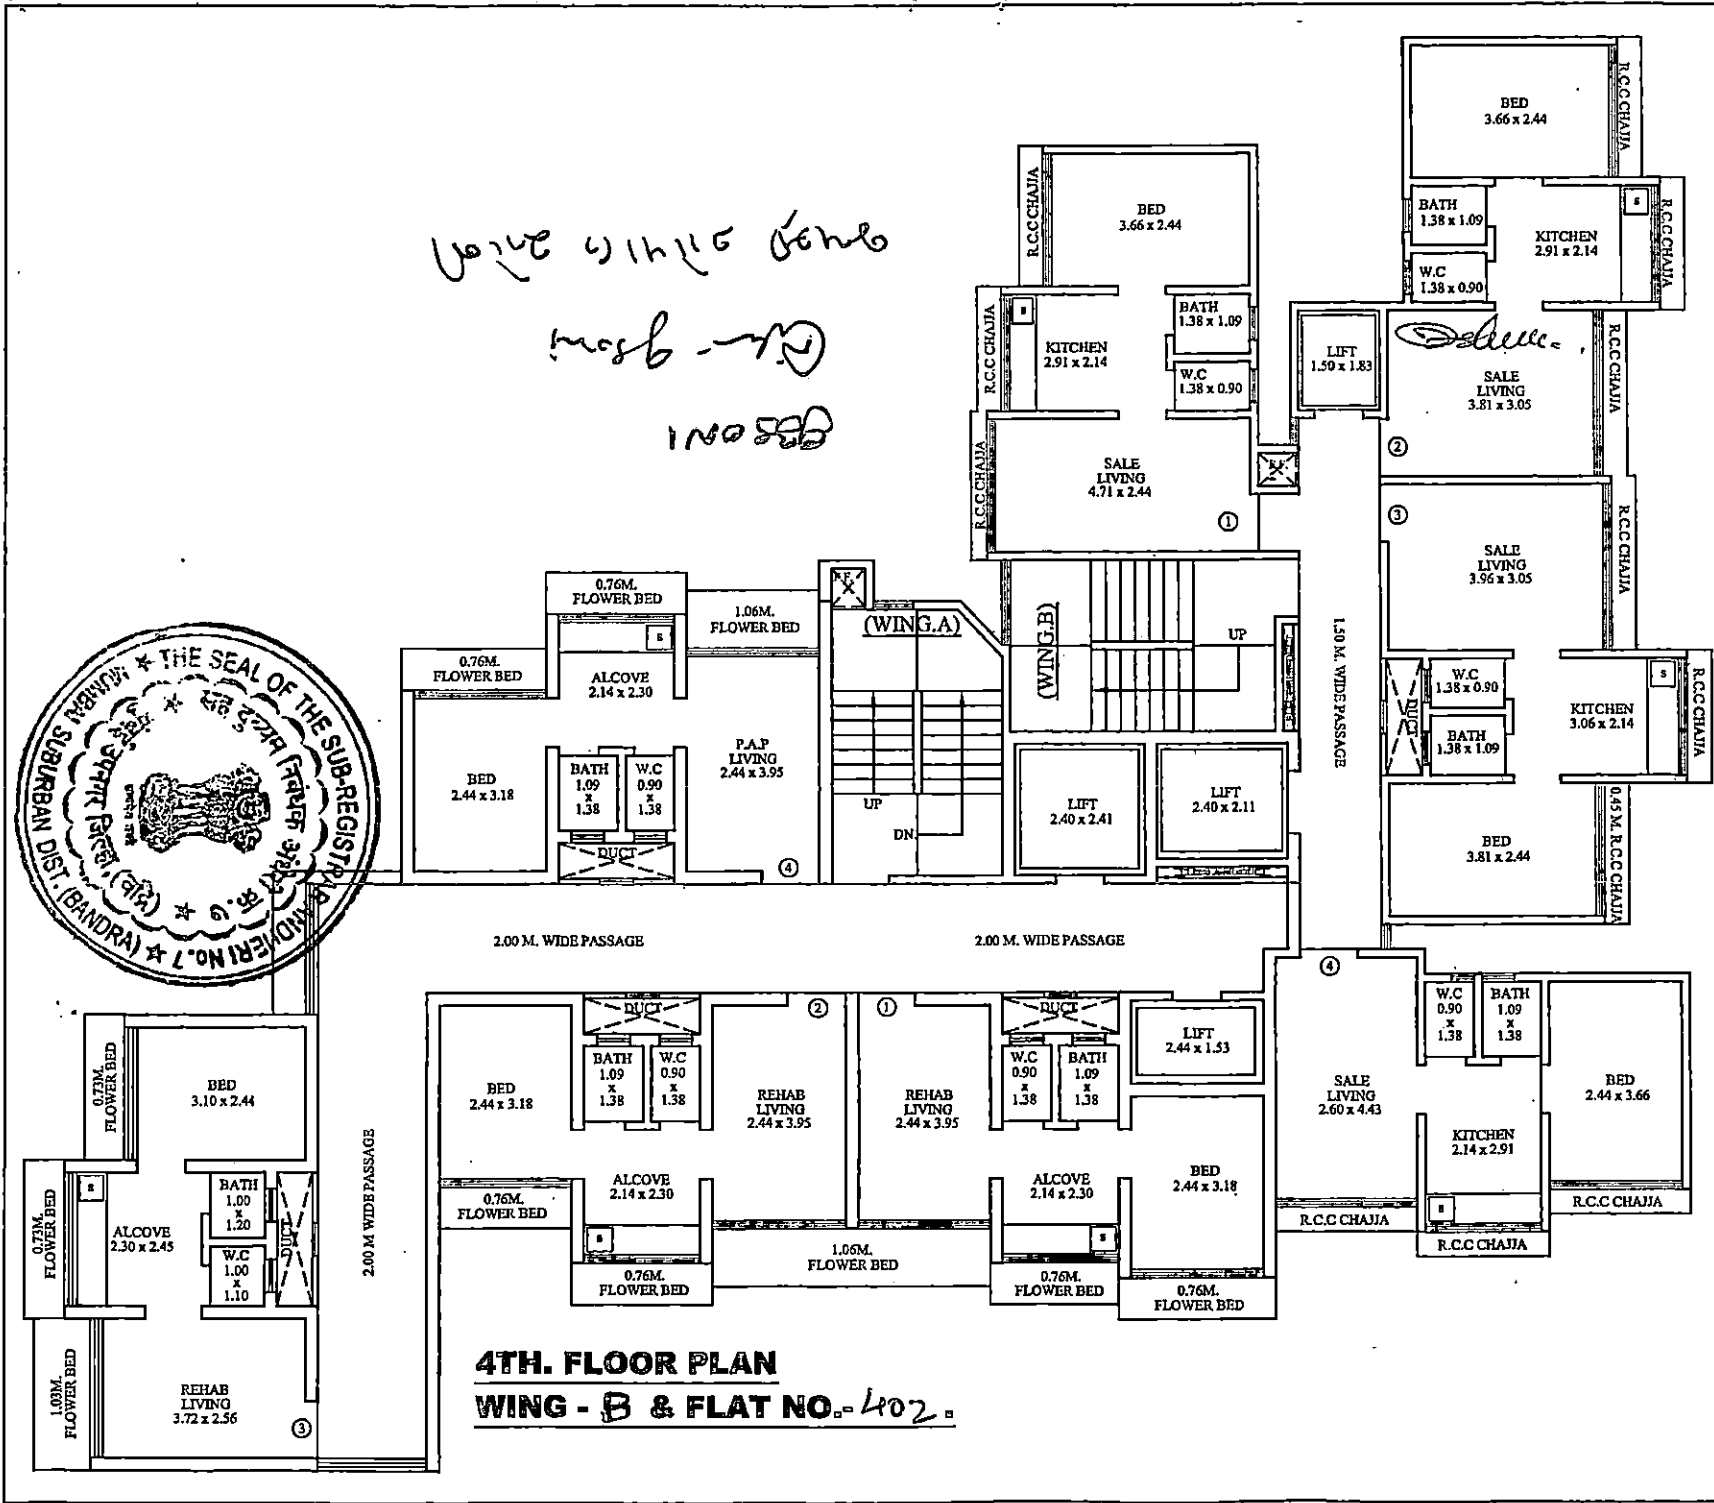 BED
3.66 x 2.44
R.C.C CHAJJA
BATH
1.38 x 1.09
W.C
1.38 x 0.90
KITCHEN
2.91 x 2.14
S
R.C.C CHAJJA
SALE
LIVING
3.81 x 3.05
R.C.C CHAJJA
②
LIFT
1.50 x 1.83
BED
3.66 x 2.44
R.C.C CHAJJA
KITCHEN
2.91 x 2.14
S
R.C.C CHAJJA
BATH
1.38 x 1.09
W.C
1.38 x 0.90
SALE
LIVING
4.71 x 2.44
R.C.C CHAJJA
①
③
SALE
LIVING
3.96 x 3.05
R.C.C CHAJJA
W.C
1.38 x 0.90
BATH
1.38 x 1.09
DUCT
KITCHEN
3.06 x 2.14
S
R.C.C CHAJJA
BED
3.81 x 2.44
0.45 M. R.C.C CHAJJA
1.50 M. WIDE PASSAGE
(WING.B)
UP
LIFT
2.40 x 2.41
LIFT
2.40 x 2.11
(WING.A)
UP
DN
0.76M.
FLOWER BED
1.06M.
FLOWER BED
0.76M.
FLOWER BED
ALCOVE
2.14 x 2.30
S
BED
2.44 x 3.18
BATH
1.09
x
1.38
W.C
0.90
x
1.38
DUCT
P.A.P
LIVING
2.44 x 3.95
④
THE SEAL OF THE SUB-REGISTRAR ANDHERI No.7
MUMBAI SUBURBAN DIST. (BANDRA)
2.00 M. WIDE PASSAGE
2.00 M. WIDE PASSAGE
BED
3.10 x 2.44
0.73M.
FLOWER BED
0.73M.
FLOWER BED
S
ALCOVE
2.30 x 2.45
BATH
1.00
x
1.20
W.C
1.00
x
1.10
DUCT
1.03M.
FLOWER BED
REHAB
LIVING
3.72 x 2.56
③
2.00 M. WIDE PASSAGE
BED
2.44 x 3.18
0.76M.
FLOWER BED
DUCT
BATH
1.09
x
1.38
W.C
0.90
x
1.38
ALCOVE
2.14 x 2.30
S
0.76M.
FLOWER BED
②
REHAB
LIVING
2.44 x 3.95
①
REHAB
LIVING
2.44 x 3.95
1.06M.
FLOWER BED
DUCT
W.C
0.90
x
1.38
BATH
1.09
x
1.38
ALCOVE
2.14 x 2.30
S
0.76M.
FLOWER BED
LIFT
2.44 x 1.53
BED
2.44 x 3.18
0.76M.
FLOWER BED
④
SALE
LIVING
2.60 x 4.43
R.C.C CHAJJA
W.C
0.90
x
1.38
BATH
1.09
x
1.38
KITCHEN
2.14 x 2.91
S
R.C.C CHAJJA
BED
2.44 x 3.66
R.C.C CHAJJA
4TH. FLOOR PLAN
WING - B & FLAT NO.- 402.